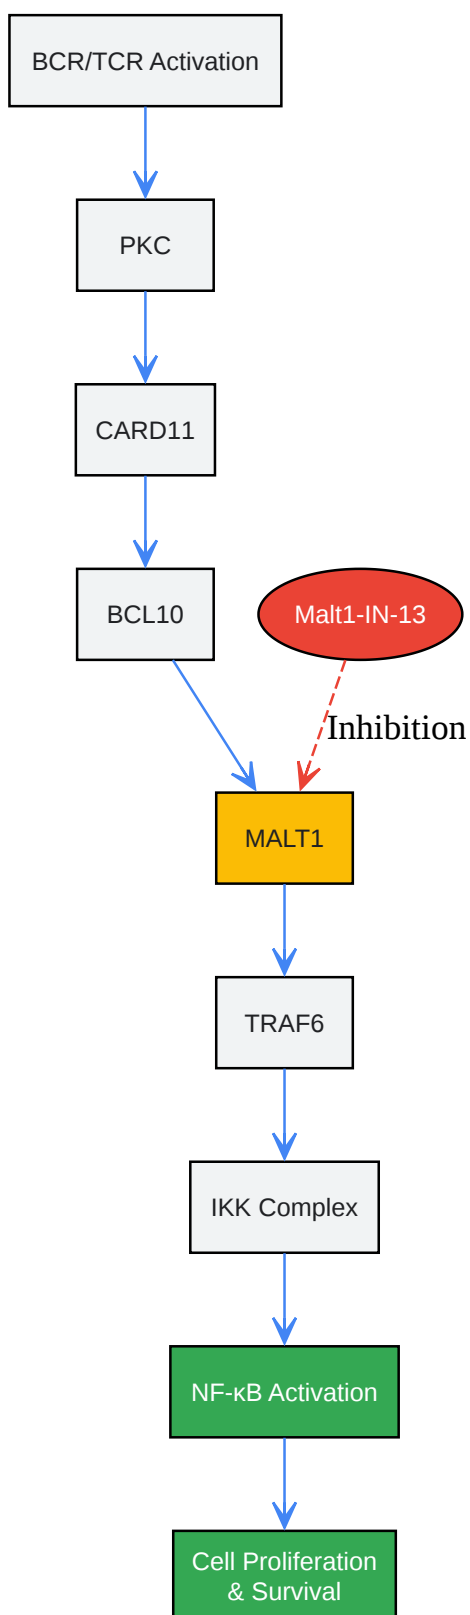 BCR/TCR Activation
PKC
CARD11
BCL10
Malt1-IN-13
Inhibition
MALT1
TRAF6
IKK Complex
NF-κB Activation
Cell Proliferation
& Survival